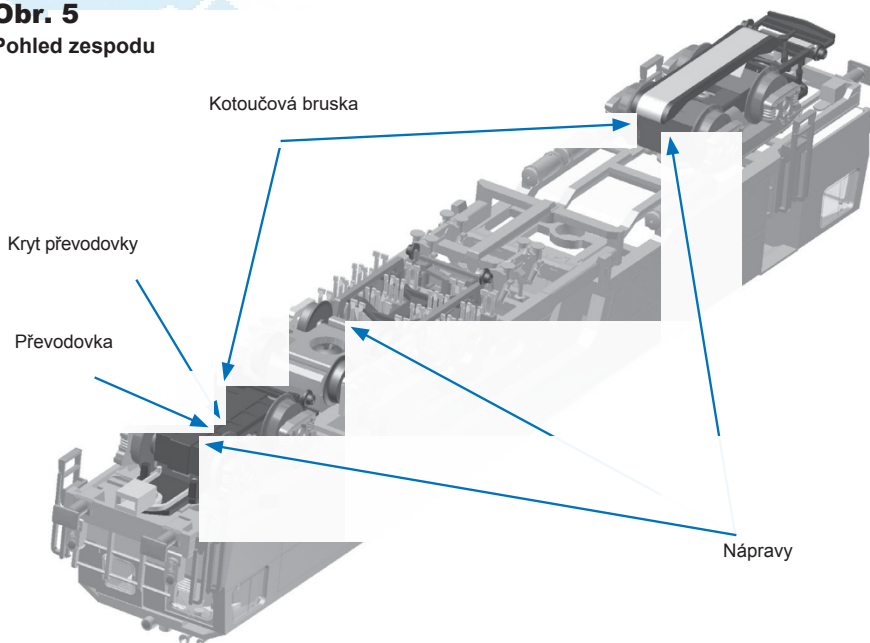 Obr. 5
Pohled zespodu
Kotoučová bruska
Kryt převodovky
Převodovka
Nápravy